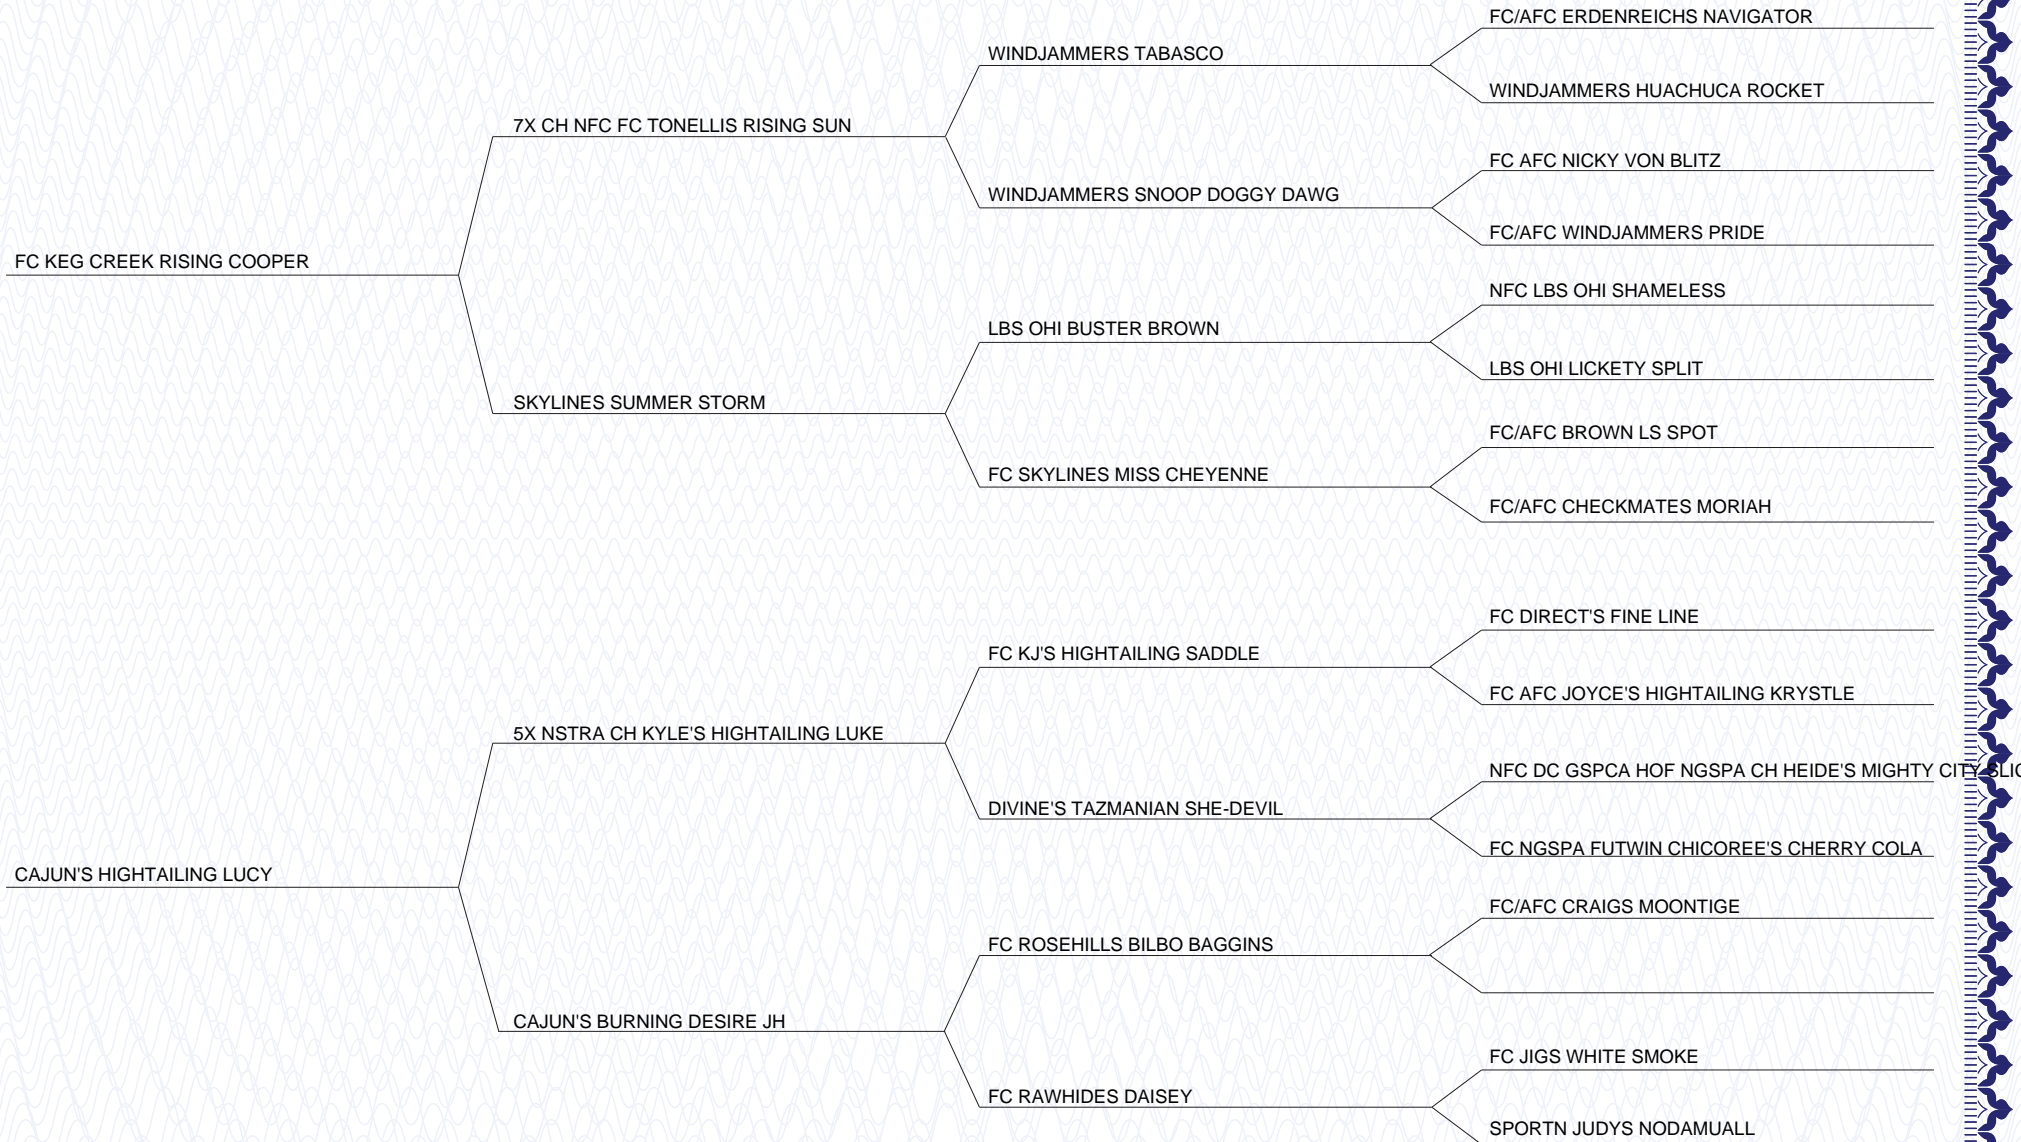 FC/AFC ERDENREICHS NAVIGATOR
WINDJAMMERS TABASCO
WINDJAMMERS HUACHUCA ROCKET
7X CH NFC FC TONELLIS RISING SUN
FC AFC NICKY VON BLITZ
WINDJAMMERS SNOOP DOGGY DAWG
FC/AFC WINDJAMMERS PRIDE
FC KEG CREEK RISING COOPER
NFC LBS OHI SHAMELESS
LBS OHI BUSTER BROWN
LBS OHI LICKETY SPLIT
SKYLINES SUMMER STORM
FC/AFC BROWN LS SPOT
FC SKYLINES MISS CHEYENNE
FC/AFC CHECKMATES MORIAH
FC DIRECT'S FINE LINE
FC KJ'S HIGHTAILING SADDLE
FC AFC JOYCE'S HIGHTAILING KRYSTLE
5X NSTRA CH KYLE'S HIGHTAILING LUKE
NFC DC GSPCA HOF NGSPA CH HEIDE'S MIGHTY CITY
DIVINE'S TAZMANIAN SHE-DEVIL
FC NGSPA FUTWIN CHICOREE'S CHERRY COLA
CAJUN'S HIGHTAILING LUCY
FC/AFC CRAIGS MOONTIGE
FC ROSEHILLS BILBO BAGGINS
CAJUN'S BURNING DESIRE JH
FC JIGS WHITE SMOKE
FC RAWHIDES DAISEY
SPORTN JUDYS NODAMUALL